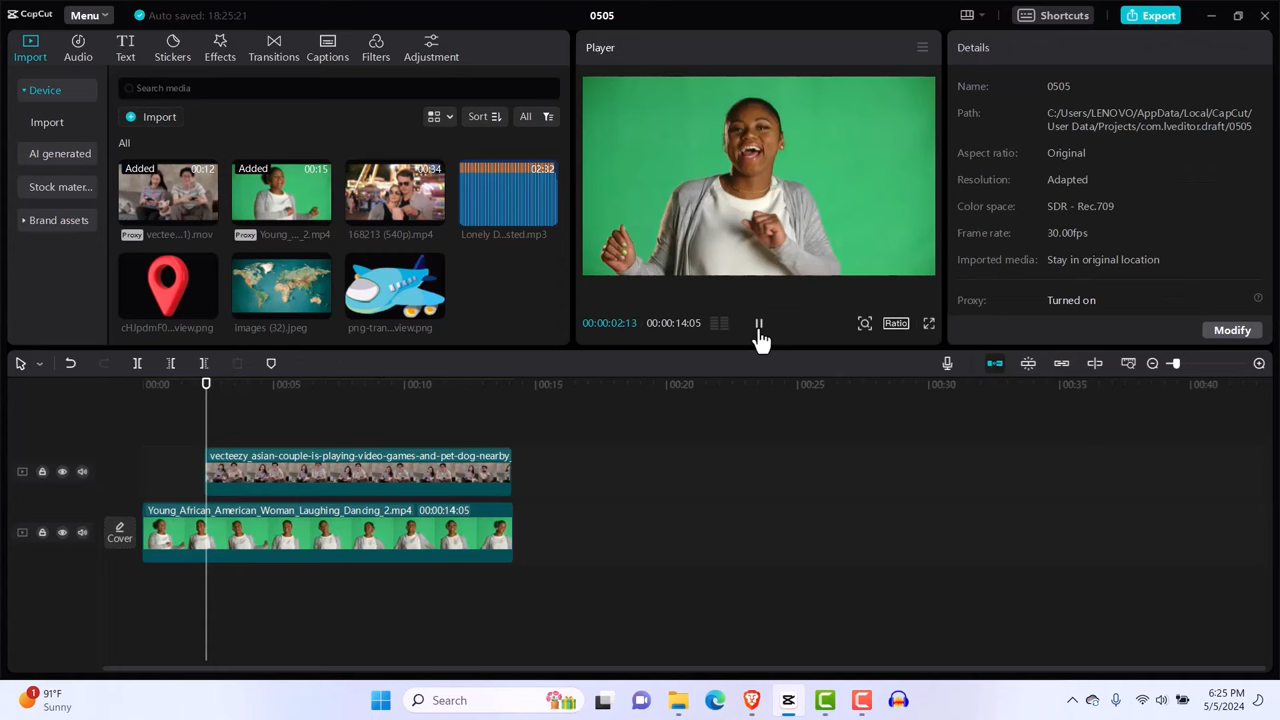 CapCut
Menu
Auto saved: 18:25:21
0505
Shortcuts
Export
Import
Audio
Text
Stickers
Effects
Transitions
Captions
Filters
Adjustment
Device
Import
AI generated
Stock mater...
Brand assets
Search media
Import
Sort
All
All
Added 00:12
Added 00:15
00:34
02:32
Proxy vectee...1).mov
Proxy Young_..._2.mp4
168213 (540p).mp4
Lonely D...sted.mp3
cHJpdmF0...view.png
images (32).jpeg
png-tran...view.png
Player
00:00:02:13 00:00:14:05
Ratio
Details
Name: 0505
Path: C:/Users/LENOVO/AppData/Local/CapCut/
User Data/Projects/com.lveditor.draft/0505
Aspect ratio: Original
Resolution: Adapted
Color space: SDR - Rec.709
Frame rate: 30.00fps
Imported media: Stay in original location
Proxy: Turned on
Modify
00:00 00:05 00:10 00:15 00:20 00:25 00:30 00:35 00:40
vecteezy_asian-couple-is-playing-video-games-and-pet-dog-nearby_
Cover
Young_African_American_Woman_Laughing_Dancing_2.mp4 00:00:14:05
1
91°F
Sunny
Search
6:25 PM
5/5/2024